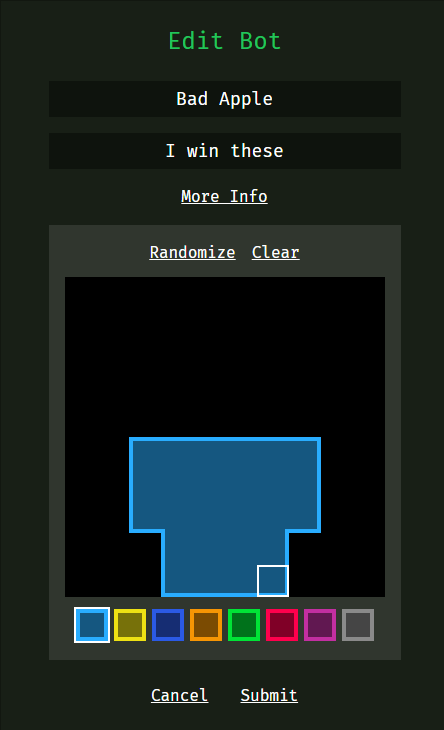 Edit Bot
Bad Apple
I win these
More Info
Randomize Clear
Cancel Submit